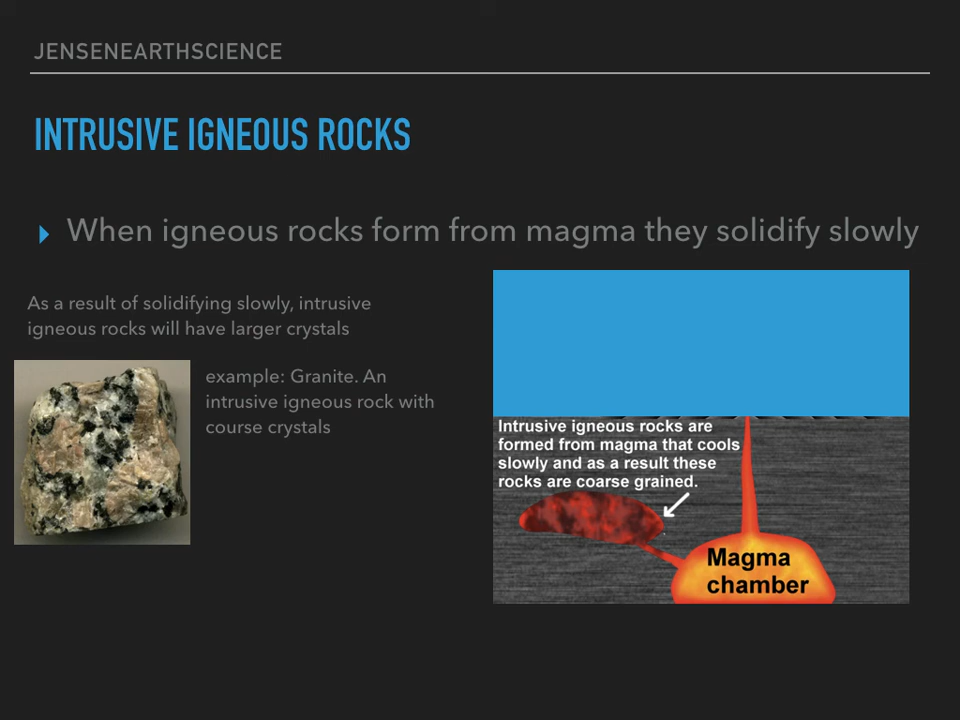 JENSENEARTHSCIENCE
INTRUSIVE IGNEOUS ROCKS
When igneous rocks form from magma they solidify slowly
As a result of solidifying slowly, intrusive
igneous rocks will have larger crystals
example: Granite. An
intrusive igneous rock with
course crystals
Intrusive igneous rocks are
formed from magma that cools
slowly and as a result these
rocks are coarse grained.
Magma
chamber